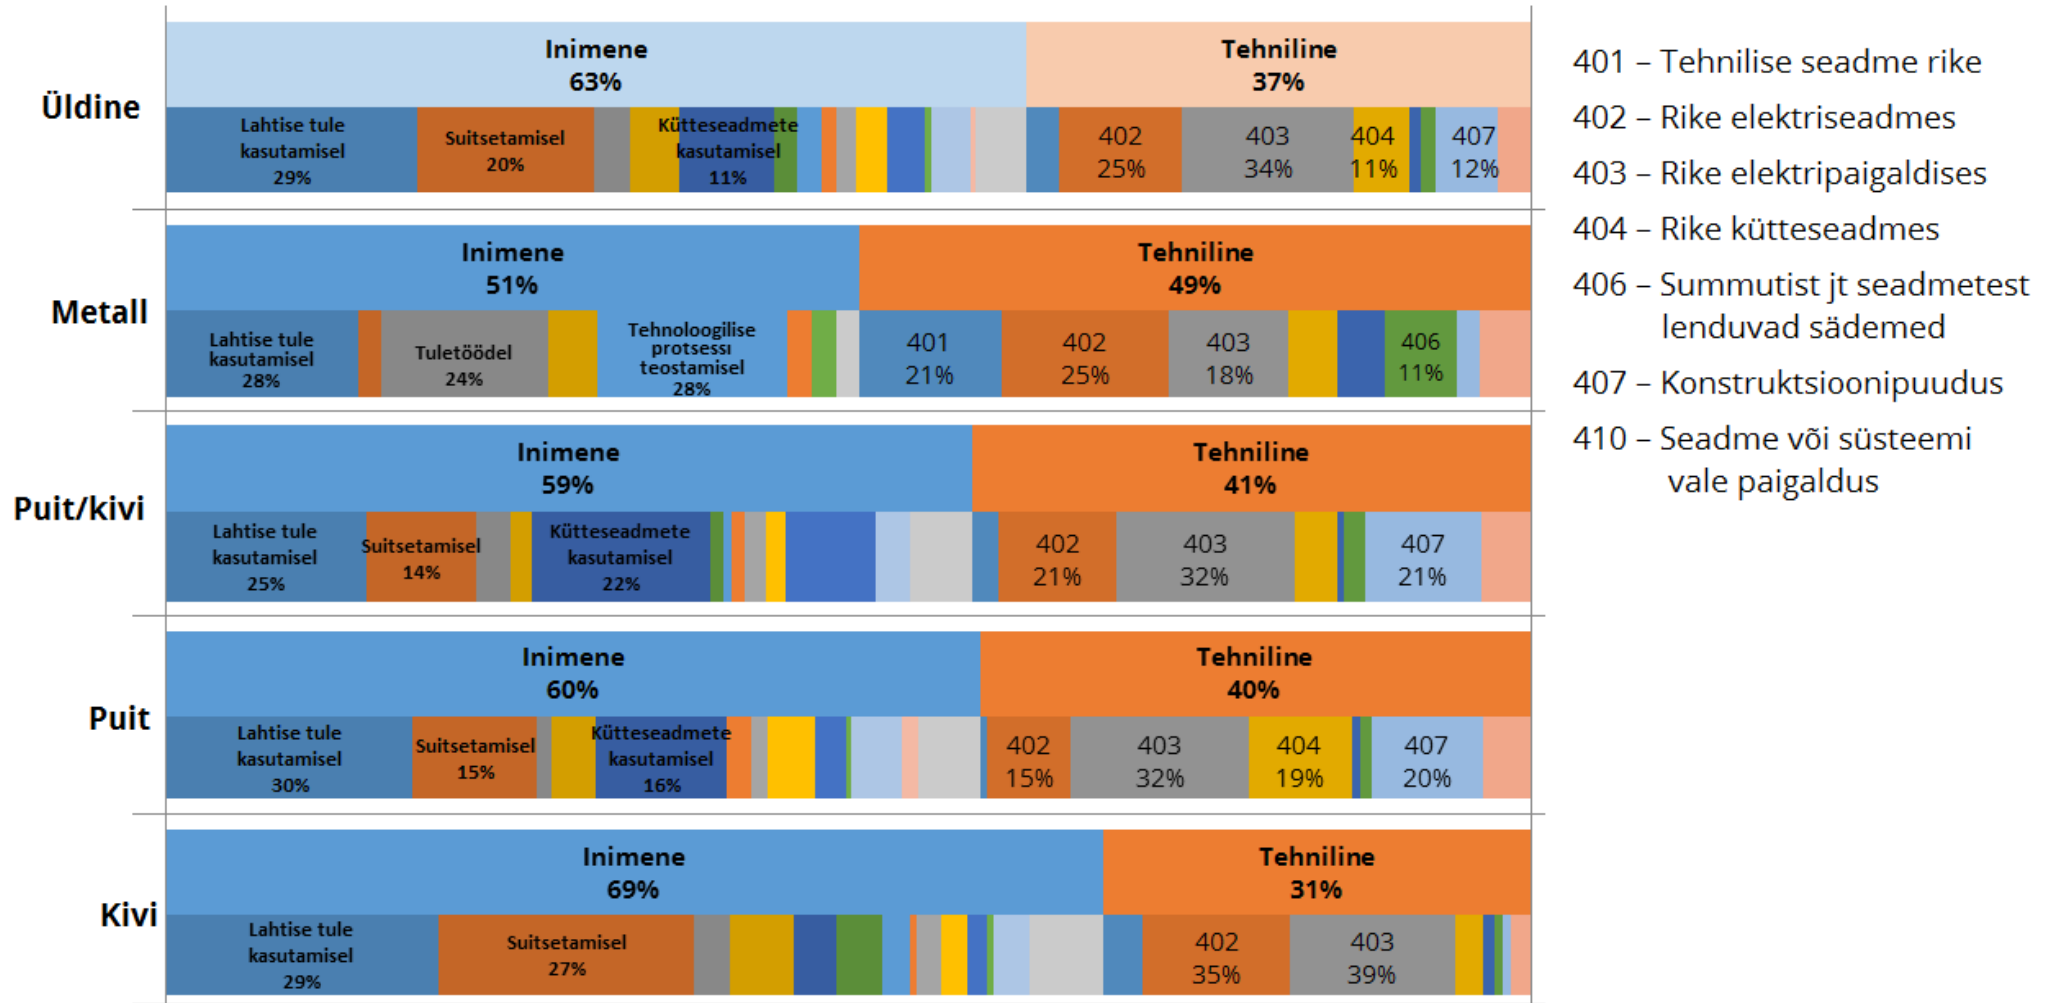 Üldine
Inimene
63%
Tehniline
37%
Lahtise tule
kasutamisel
29%
Suitsetamisel
20%
Kütteseadmete
kasutamisel
11%
402
25%
403
34%
404
11%
407
12%
Metall
Inimene
51%
Tehniline
49%
Lahtise tule
kasutamisel
28%
Tuletöödel
24%
Tehnoloogilise
protsessi
teostamisel
28%
401
21%
402
25%
403
18%
406
11%
Puit/kivi
Inimene
59%
Tehniline
41%
Lahtise tule
kasutamisel
25%
Suitsetamisel
14%
Kütteseadmete
kasutamisel
22%
402
21%
403
32%
407
21%
Puit
Inimene
60%
Tehniline
40%
Lahtise tule
kasutamisel
30%
Suitsetamisel
15%
Kütteseadmete
kasutamisel
16%
402
15%
403
32%
404
19%
407
20%
Kivi
Inimene
69%
Tehniline
31%
Lahtise tule
kasutamisel
29%
Suitsetamisel
27%
402
35%
403
39%
401 – Tehnilise seadme rike
402 – Rike elektriseadmes
403 – Rike elektripaigaldises
404 – Rike kütteseadmes
406 – Summutist jt seadmetest
lenduvad sädemed
407 – Konstruktsioonipuudus
410 – Seadme või süsteemi
vale paigaldus